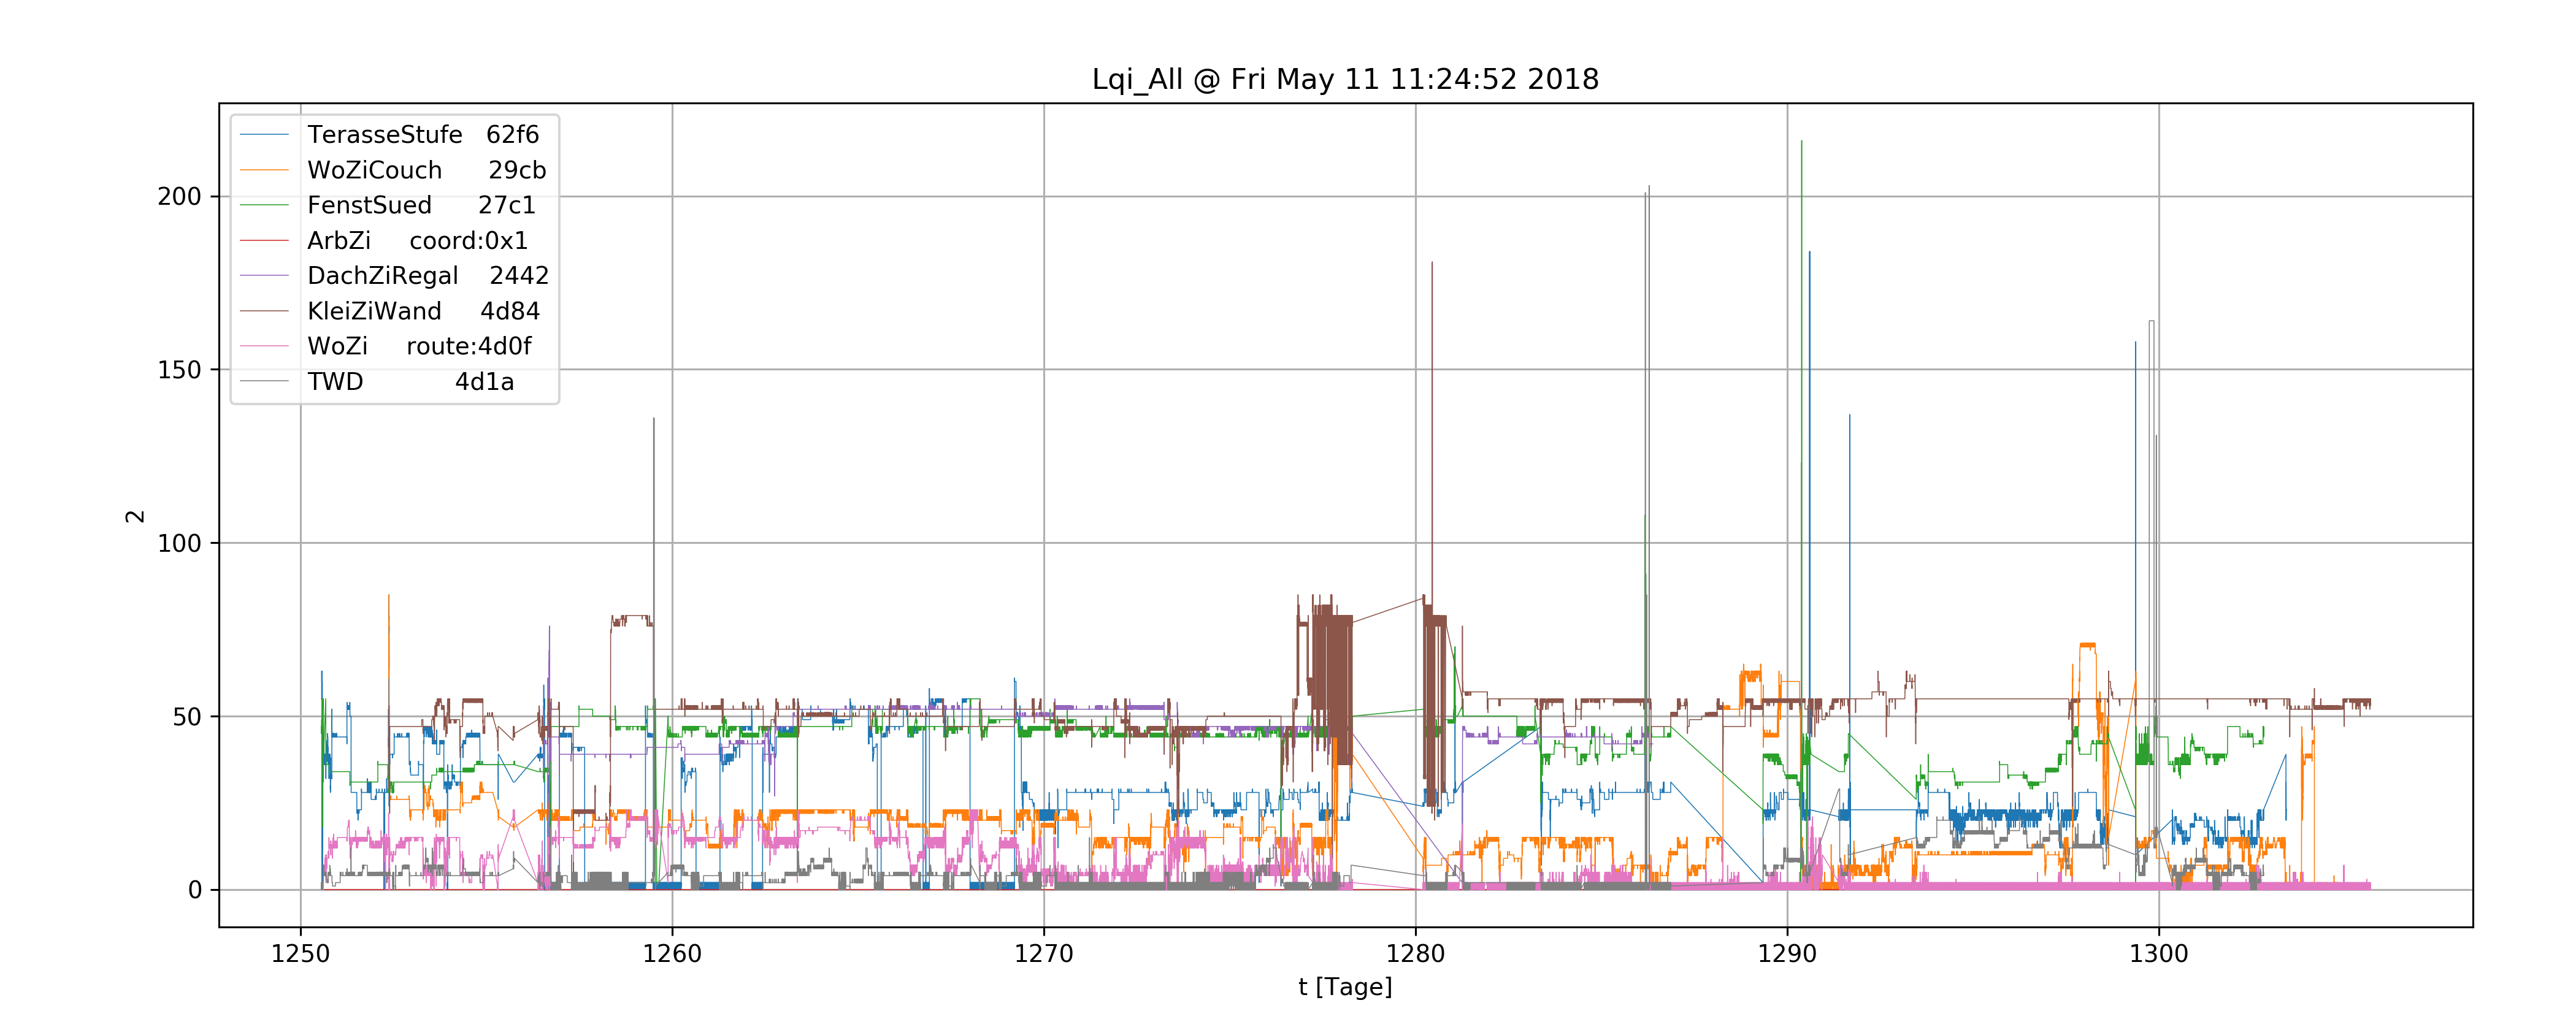 Lqi_All @ Fri May 11 11:24:52 2018
TerasseStufe 62f6
WoZiCouch 29cb
FenstSued 27c1
ArbZi coord:0x1
DachZiRegal 2442
KleiZiWand 4d84
WoZi route:4d0f
TWD 4d1a
200
150
100
50
0
2
1250 1260 1270 1280 1290 1300
t [Tage]